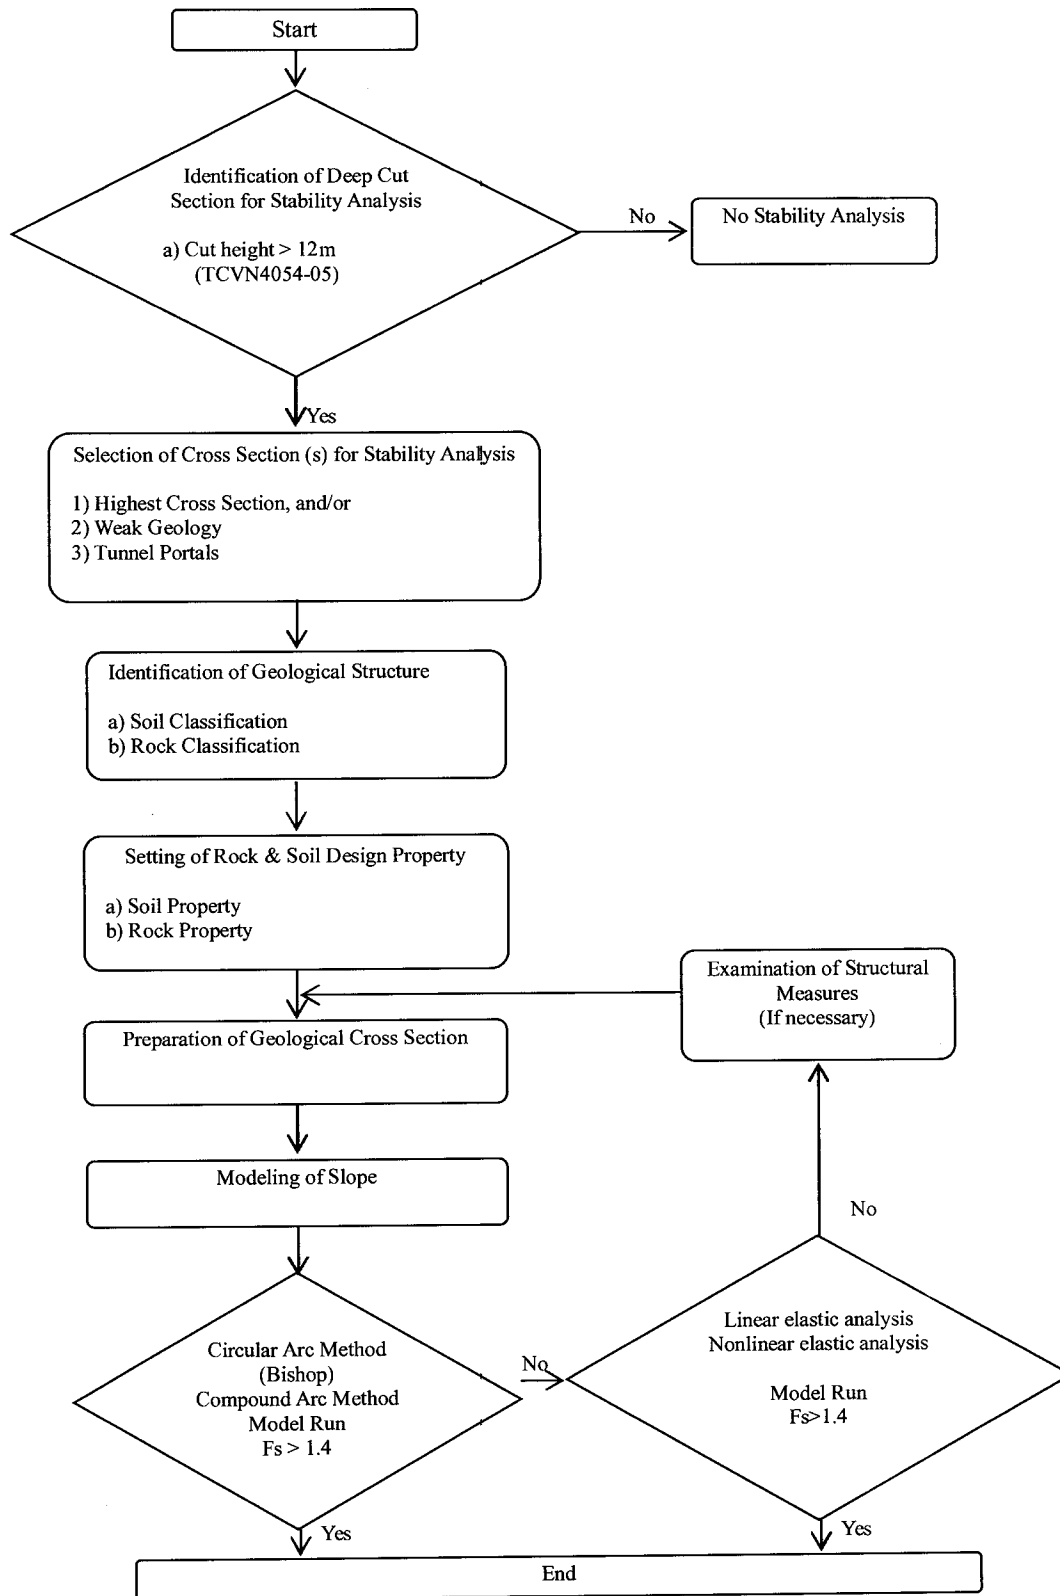 Start
Identification of Deep Cut
Section for Stability Analysis
a) Cut height > 12m
(TCVN4054-05)
No
No Stability Analysis
Yes
Selection of Cross Section (s) for Stability Analysis
1) Highest Cross Section, and/or
2) Weak Geology
3) Tunnel Portals
Identification of Geological Structure
a) Soil Classification
b) Rock Classification
Setting of Rock & Soil Design Property
a) Soil Property
b) Rock Property
Examination of Structural
Measures
(If necessary)
Preparation of Geological Cross Section
Modeling of Slope
No
Circular Arc Method
(Bishop)
Compound Arc Method
Model Run
Fs > 1.4
No
Linear elastic analysis
Nonlinear elastic analysis
Model Run
Fs>1.4
Yes
Yes
End